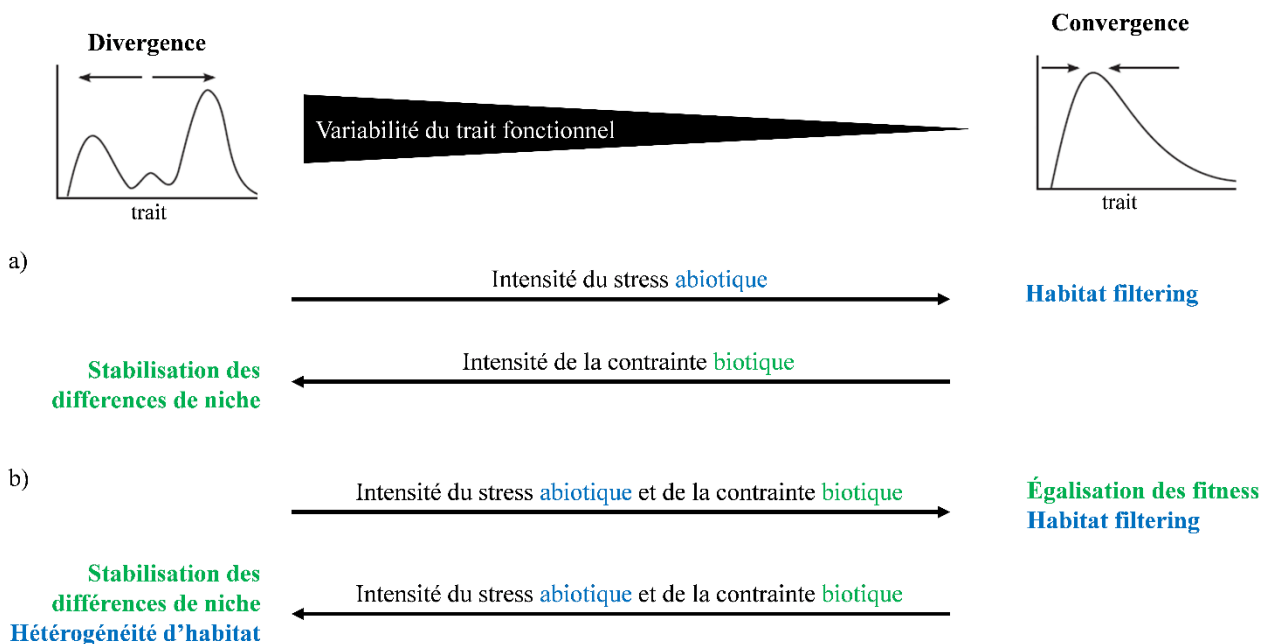 Divergence
Convergence
Variabilité du trait fonctionnel
trait
trait
a)
Intensité du stress abiotique
Habitat filtering
Intensité de la contrainte biotique
Stabilisation des
differences de niche
b)
Intensité du stress abiotique et de la contrainte biotique
Égalisation des fitness
Habitat filtering
Stabilisation des
différences de niche
Hétérogénéité d’habitat
Intensité du stress abiotique et de la contrainte biotique